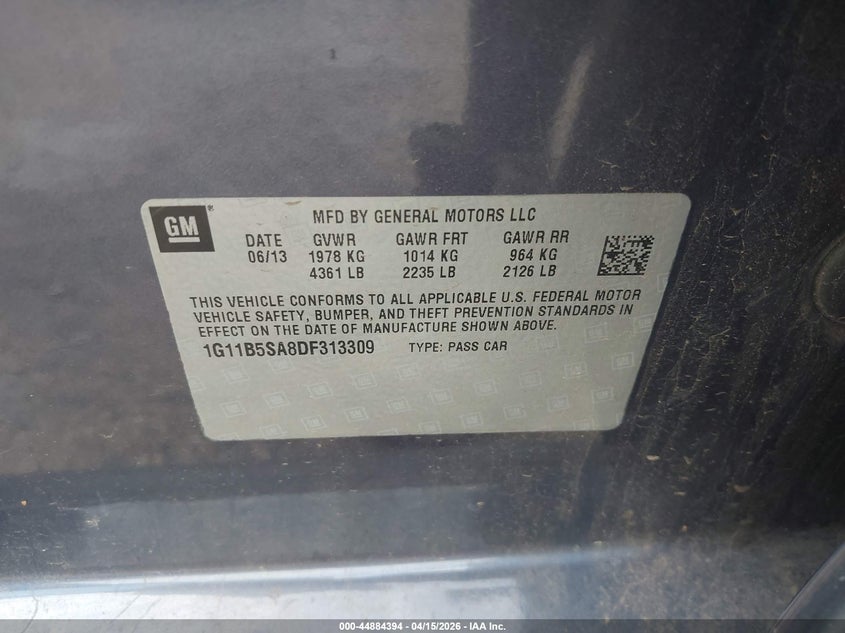 GM
MFD BY GENERAL MOTORS LLC
DATE GVWR GAWR FRT GAWR RR
06/13 1978 KG 1014 KG 964 KG
4361 LB 2235 LB 2126 LB
THIS VEHICLE CONFORMS TO ALL APPLICABLE U.S. FEDERAL MOTOR
VEHICLE SAFETY, BUMPER, AND THEFT PREVENTION STANDARDS IN
EFFECT ON THE DATE OF MANUFACTURE SHOWN ABOVE.
1G11B5SA8DF313309 TYPE: PASS CAR
000-44884394 - 04/15/2026 - IAA Inc.